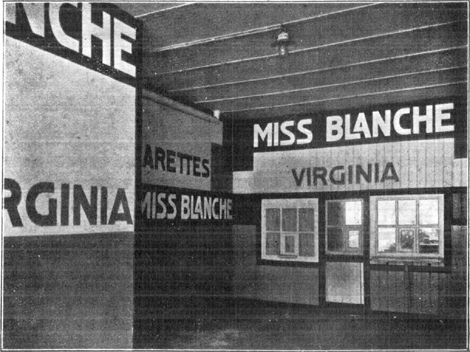 NCHE
RGINIA
ARETTES
MISS BLANCHE
MISS BLANCHE
VIRGINIA